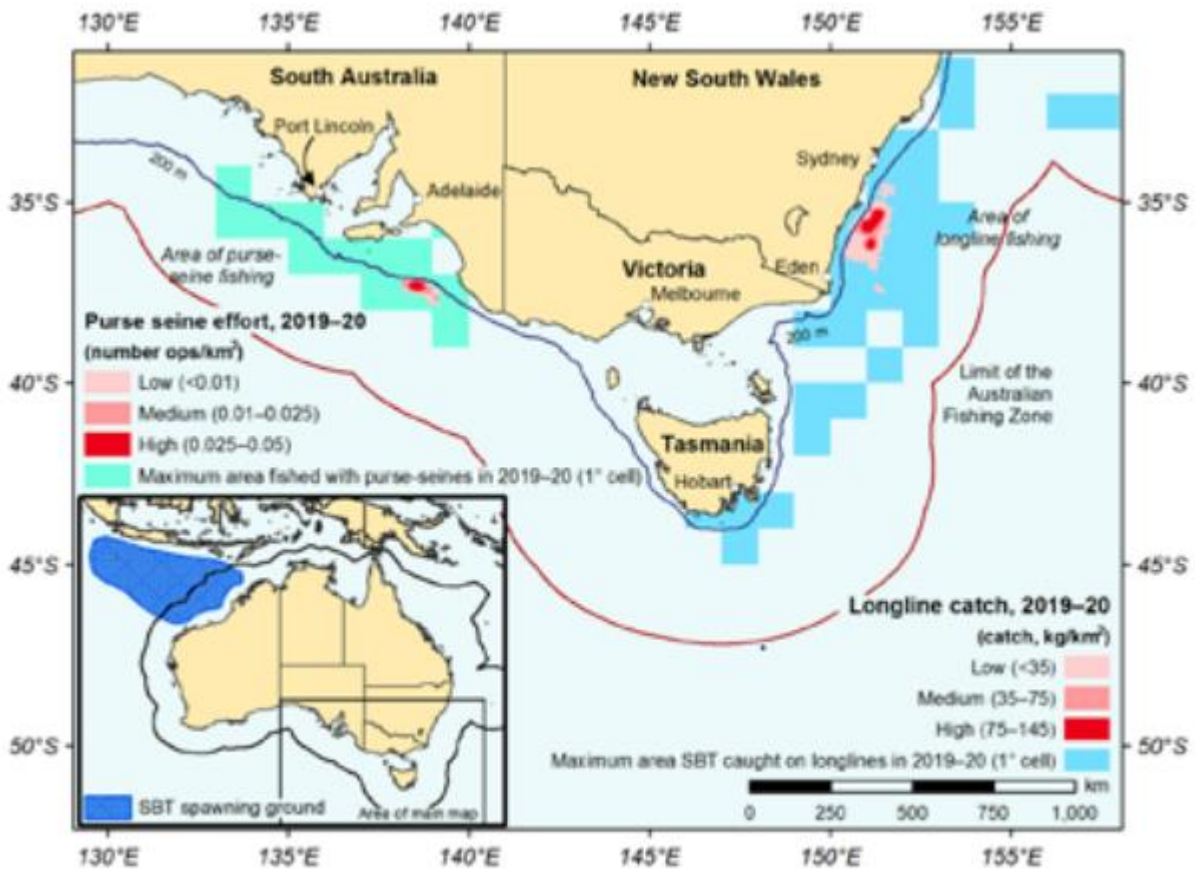 130°E 135°E 140°E 145°E 150°E 155°E
South Australia
New South Wales
Port Lincoln
200 m
Sydney
35°S
Adelaide
35°S
Area of
longline fishing
Area of purse-
seine fishing
Victoria
Eden
Melbourne
200 m
Purse seine effort, 2019–20
(number ops/km²)
Low (<0.01)
Medium (0.01–0.025)
High (0.025–0.05)
Maximum area fished with purse-seines in 2019–20 (1° cell)
40°S
Limit of the
Australian
Fishing Zone
40°S
Tasmania
Hobart
45°S
45°S
Longline catch, 2019–20
(catch, kg/km²)
Low (<35)
Medium (35–75)
High (75–145)
Maximum area SBT caught on longlines in 2019–20 (1° cell)
50°S
50°S
SBT spawning ground
Area of main map
km
0 250 500 750 1,000
130°E 135°E 140°E 145°E 150°E 155°E